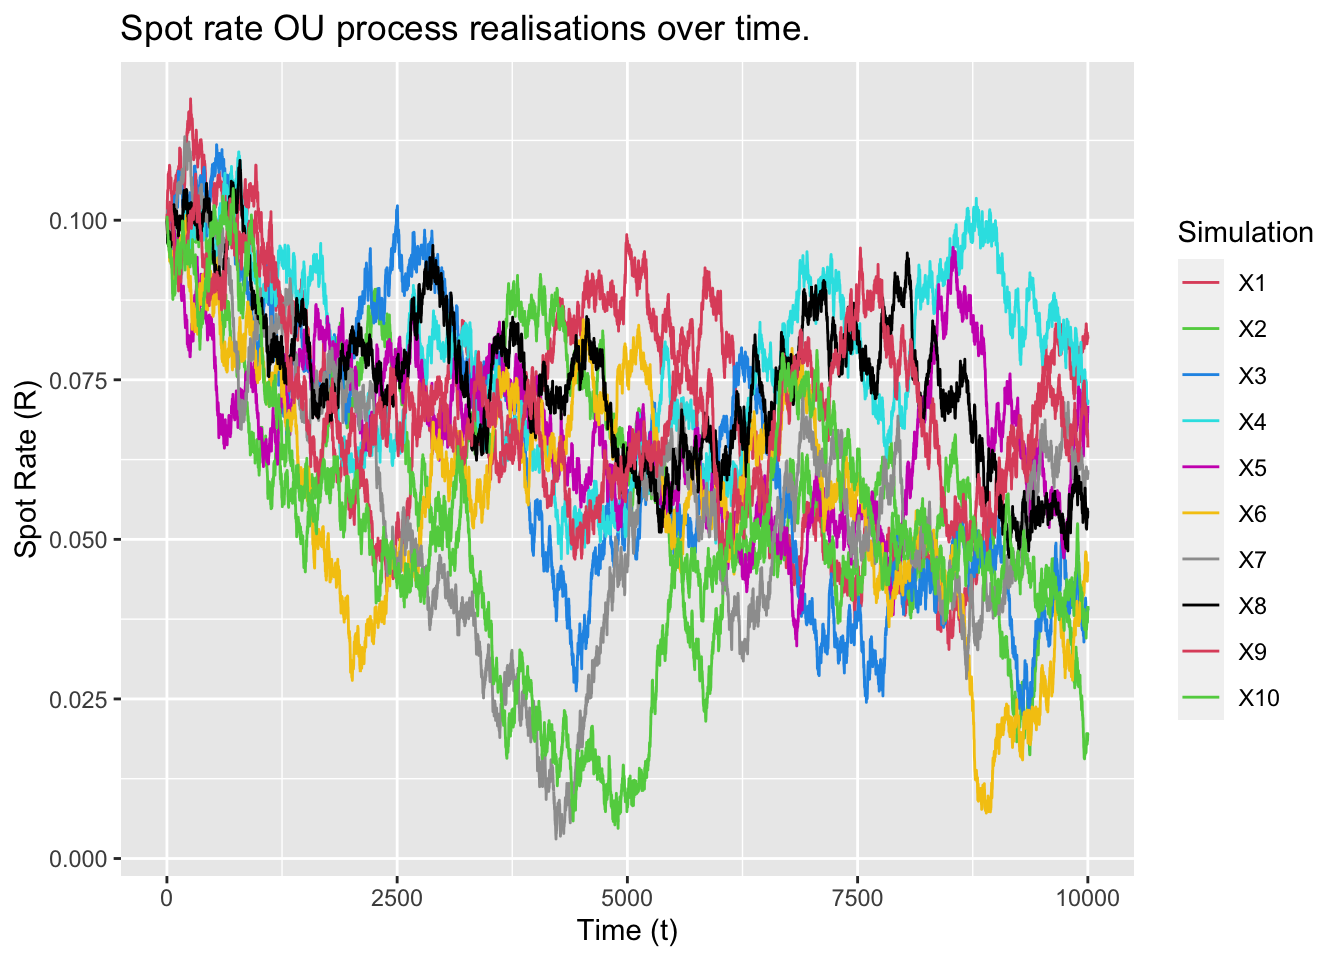 Spot rate OU process realisations over time.
Spot Rate (R)
0.100
0.075
0.050
0.025
0.000
0
2500
5000
7500
10000
Time (t)
Simulation
X1
X2
X3
X4
X5
X6
X7
X8
X9
X10